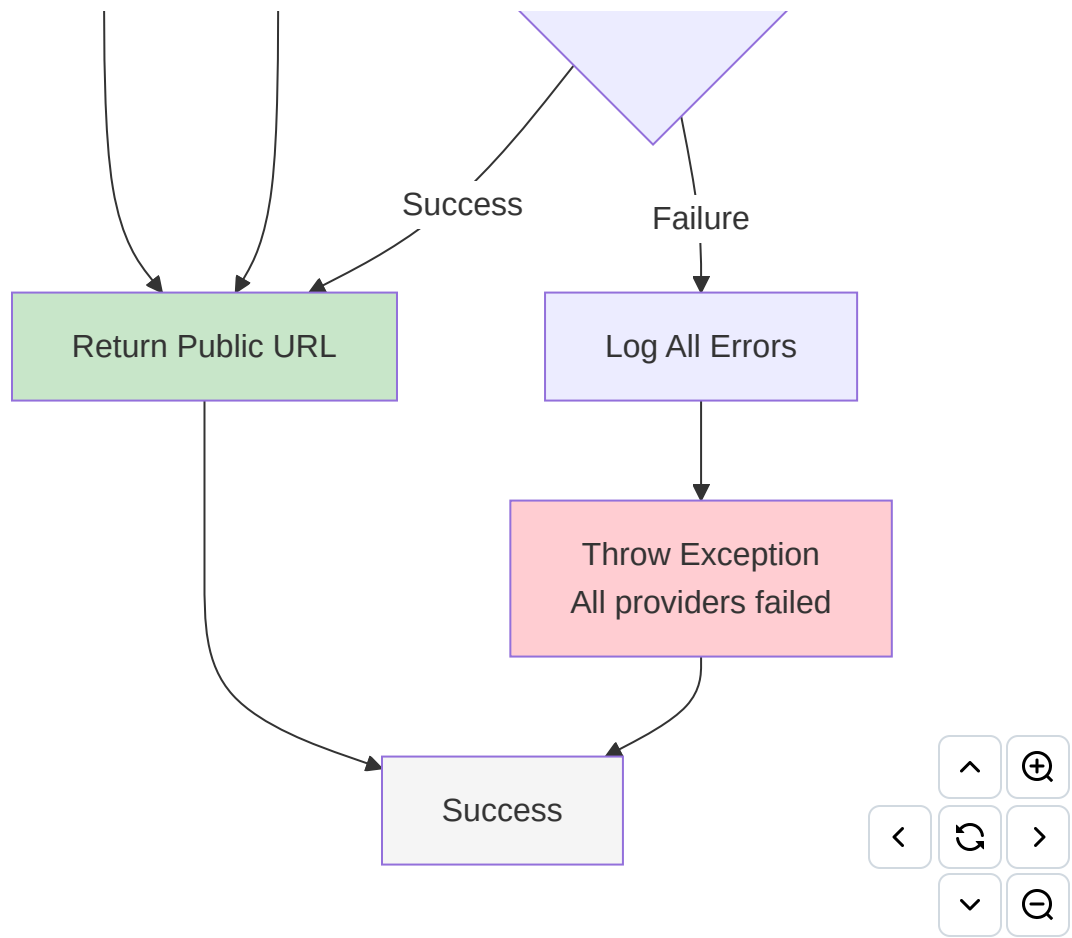 Success
Failure
Return Public URL
Log All Errors
Throw Exception
All providers failed
Success